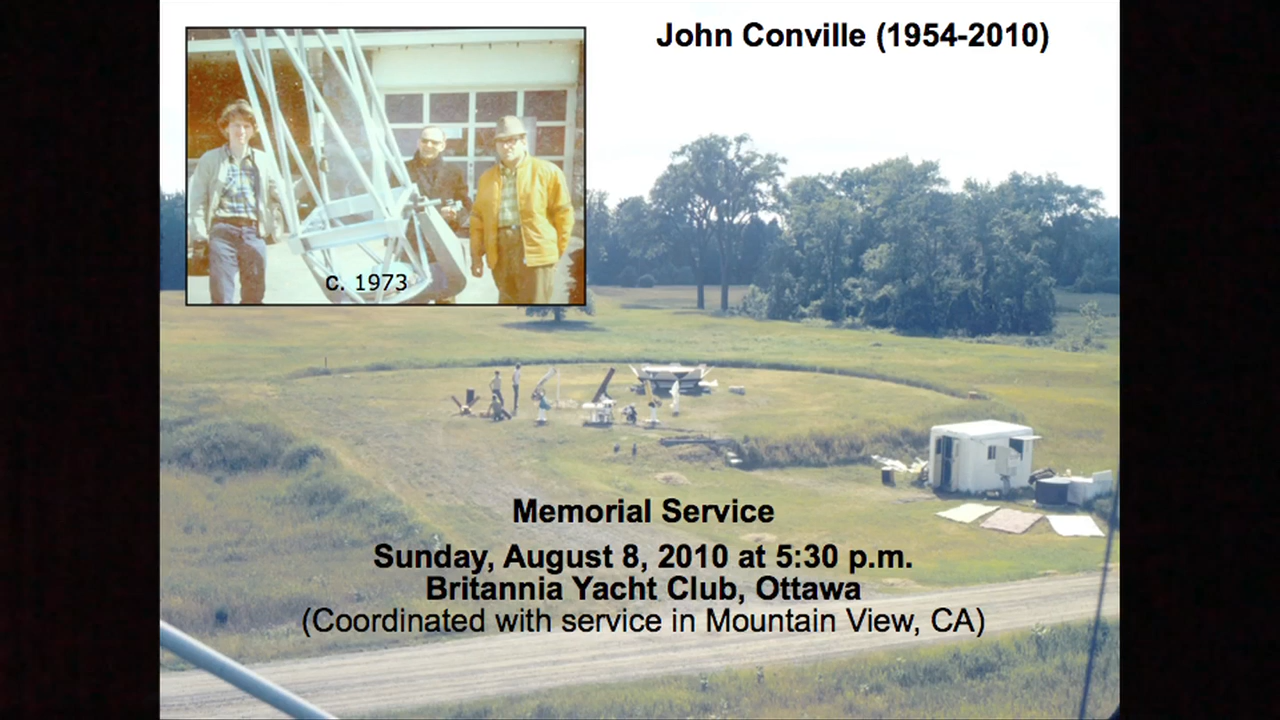 John Conville (1954-2010)
c. 1973
Memorial Service
Sunday, August 8, 2010 at 5:30 p.m.
Britannia Yacht Club, Ottawa
(Coordinated with service in Mountain View, CA)